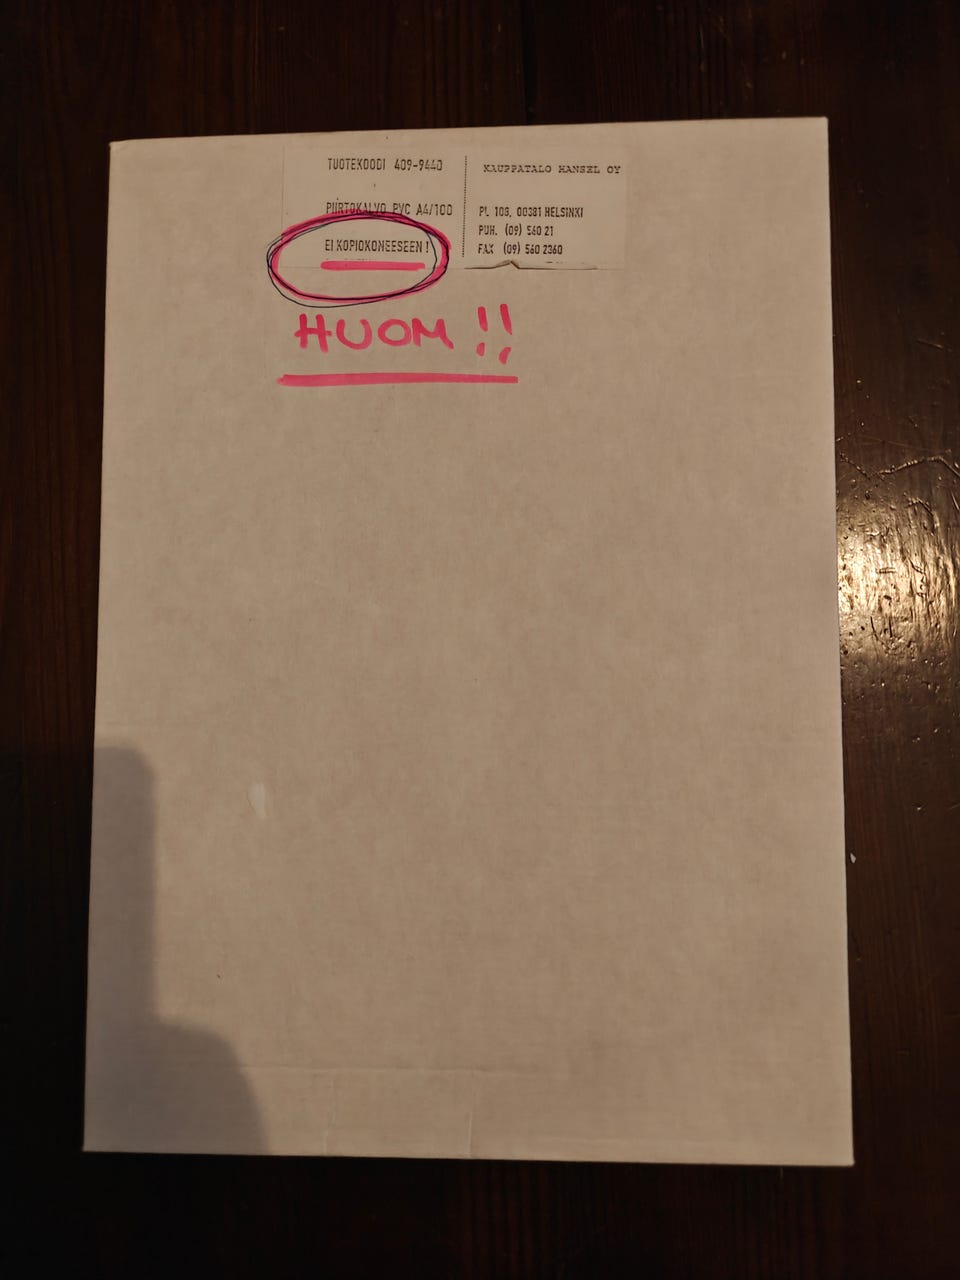 TUOTEKOODI 409-9440
PIIRTOKALVO PVC A4/100
EI KOPIOKONEESEEN !
KAUPPATALO HANSEL OY
PL 108, 00381 HELSINKI
PUH. (09) 560 21
FAX (09) 560 2360
HUOM !!